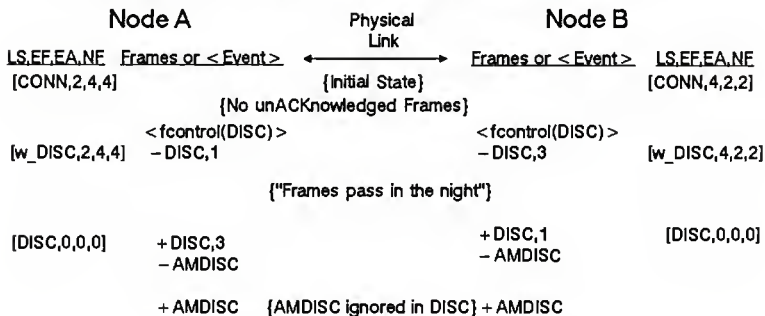 Node A Physical Link Node B
LS,EF,EA,NF Frames or <Event> Frames or <Event> LS,EF,EA,NF
[CONN,2,4,4] {Initial State} [CONN,4,2,2]
{No unACKnowledged Frames}
<fcontrol(DISC)> <fcontrol(DISC)>
[w_DISC,2,4,4] –DISC,1 –DISC,3 [w_DISC,4,2,2]
{"Frames pass in the night"}
[DISC,0,0,0] +DISC,3 +DISC,1 [DISC,0,0,0]
–AMDISC –AMDISC
+AMDISC {AMDISC ignored in DISC} +AMDISC